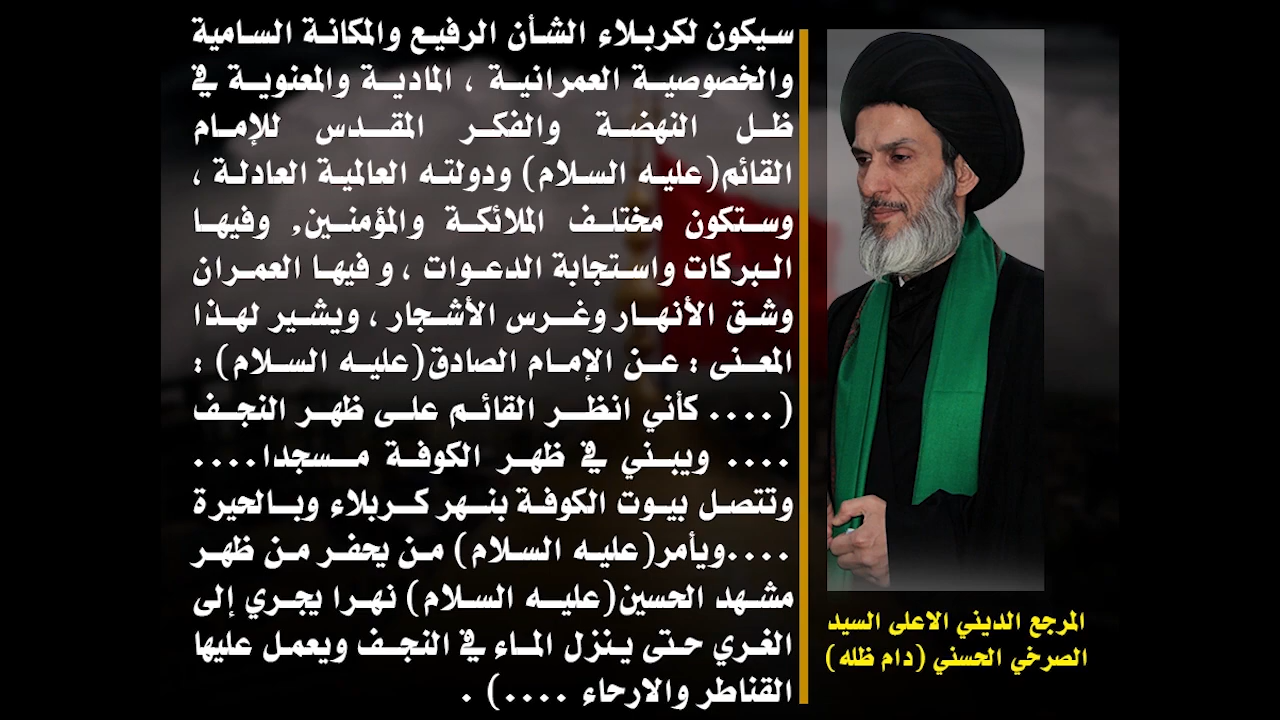 سيكون لكربلاء الشأن الرفيع والمكانة السامية
والخصوصية العمرانية ، المادية والمعنوية في
ظل النهضة والفكر المقدس للإمام
القائم(عليه السلام) ودولته العالمية العادلة ،
وستكون مختلف الملائكة والمؤمنين, وفيها
البركات واستجابة الدعوات ، و فيها العمران
وشق الأنهار وغرس الأشجار ، ويشير لهذا
المعنى : عن الإمام الصادق(عليه السلام) :
(.... كأني انظر القائم على ظهر النجف
.... ويبني في ظهر الكوفة مسجدا....
وتتصل بيوت الكوفة بنهر كربلاء وبالحيرة
....ويأمر(عليه السلام) من يحفر من ظهر
مشهد الحسين(عليه السلام) نهرا يجري إلى
الغري حتى ينزل الماء في النجف ويعمل عليها
القناطر والارحاء ....) .
المرجع الديني الاعلى السيد
الصرخي الحسني (دام ظله)